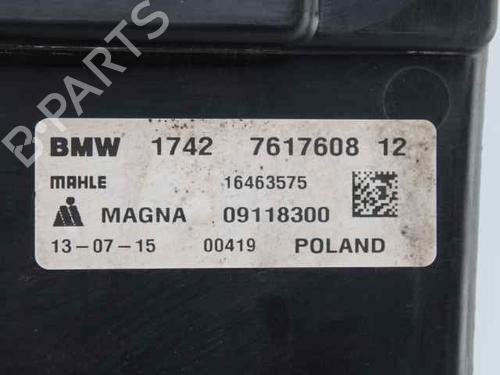 B-PARTS
BMW 1742 7617608 12
MAHLE 16463575
MAGNA 09118300
13-07-15 00419 POLAND